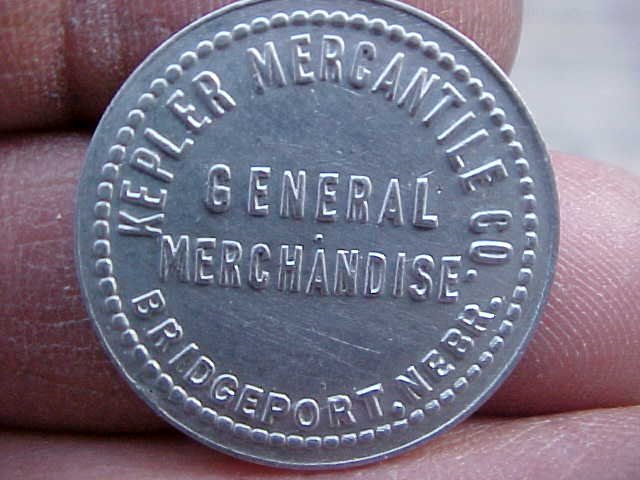 KEPLER MERCANTILE CO.
GENERAL
MERCHANDISE.
BRIDGEPORT, NEBR.